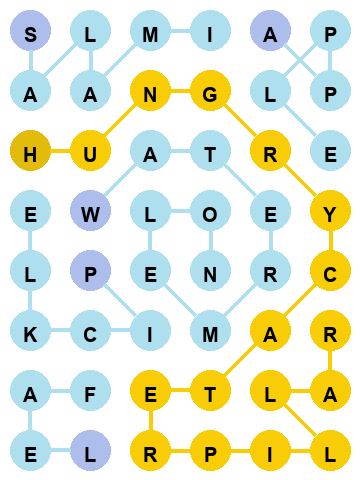 S L M I A P
A A N G L P
H U A T R E
E W L O E Y
L P E N R C
K C I M A R
A F E T L A
E L R P I L